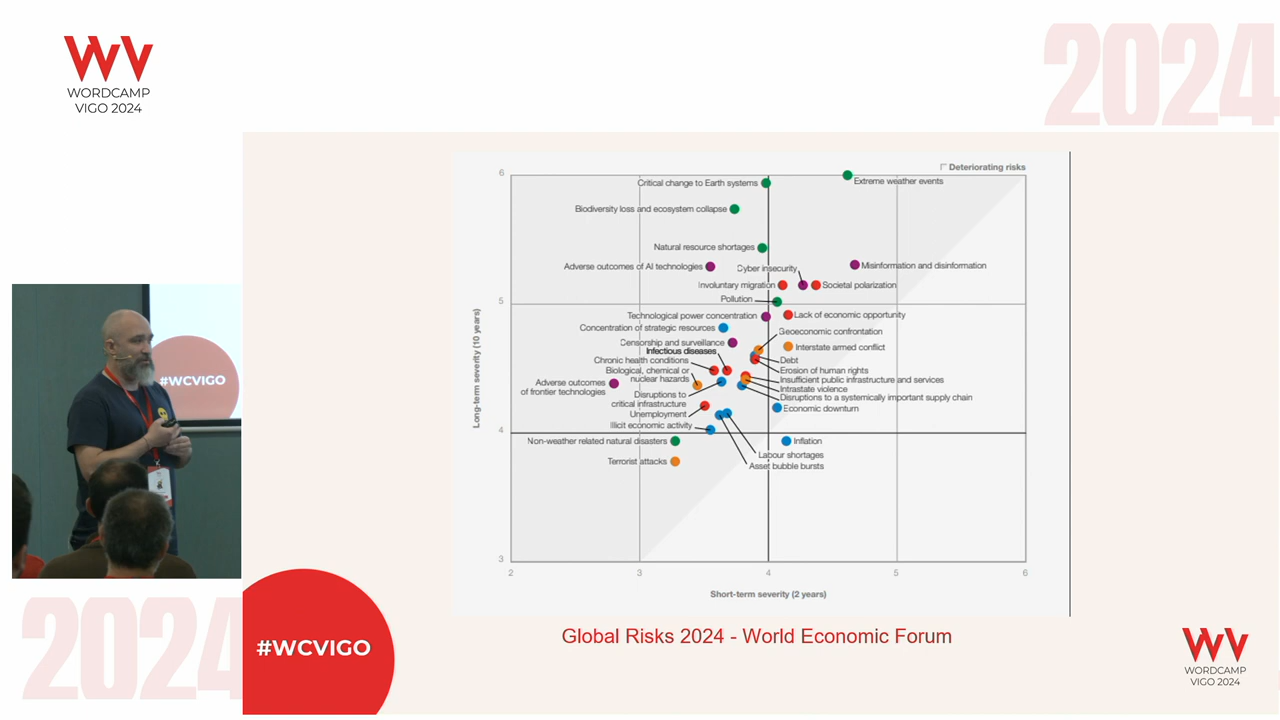 WORDCAMP
VIGO 2024
2024
Deteriorating risks
6
Critical change to Earth systems
Extreme weather events
Biodiversity loss and ecosystem collapse
Natural resource shortages
Adverse outcomes of AI technologies
Cyber insecurity
Misinformation and disinformation
Involuntary migration
Societal polarization
Pollution
5
Technological power concentration
Lack of economic opportunity
Concentration of strategic resources
Geoeconomic confrontation
Censorship and surveillance
Interstate armed conflict
Infectious diseases
Chronic health conditions
Debt
Biological, chemical or
nuclear hazards
Erosion of human rights
Insufficient public infrastructure and services
Adverse outcomes
of frontier technologies
Intrastate violence
Disruptions to
critical infrastructure
Disruptions to a systemically important supply chain
Unemployment
Economic downturn
Illicit economic activity
4
Non-weather related natural disasters
Inflation
Labour shortages
Terrorist attacks
Asset bubble bursts
3
2
3
4
5
6
Long-term severity (10 years)
Short-term severity (2 years)
Global Risks 2024 - World Economic Forum
#WCVIGO
2024
#WCVIGO
WORDCAMP
VIGO 2024